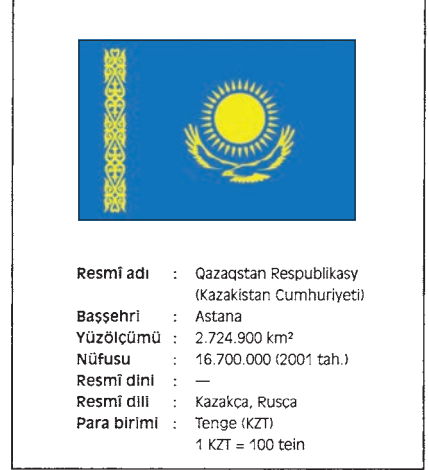 Resmî adı : Qazaqstan Respublikasy
(Kazakistan Cumhuriyeti)
Başşehri : Astana
Yüzölçümü : 2.724.900 km²
Nüfusu : 16.700.000 (2001 tah.)
Resmî dini : —
Resmî dili : Kazakça, Rusça
Para birimi : Tenge (KZT)
1 KZT = 100 tein